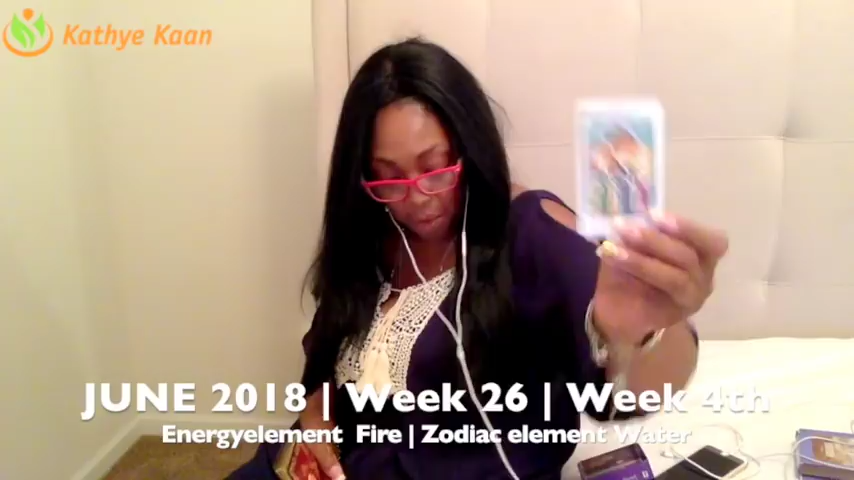 Kathye Kaan
JUNE 2018 | Week 26 | Week 4th
Energyelement Fire | Zodiac element Water